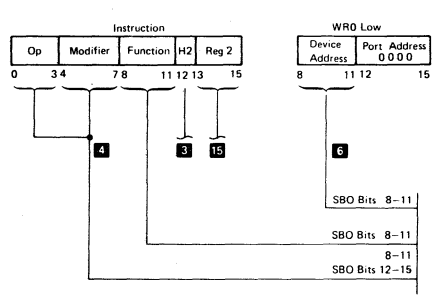 Instruction
WR0 Low
Op Modifier Function H2 Reg 2
Device Address
Port Address 0000
0 3 4 7 8 11 12 13 15
8 11 12 15
4
3
15
6
SBO Bits 8-11
SBO Bits 8-11
8-11
SBO Bits 12-15